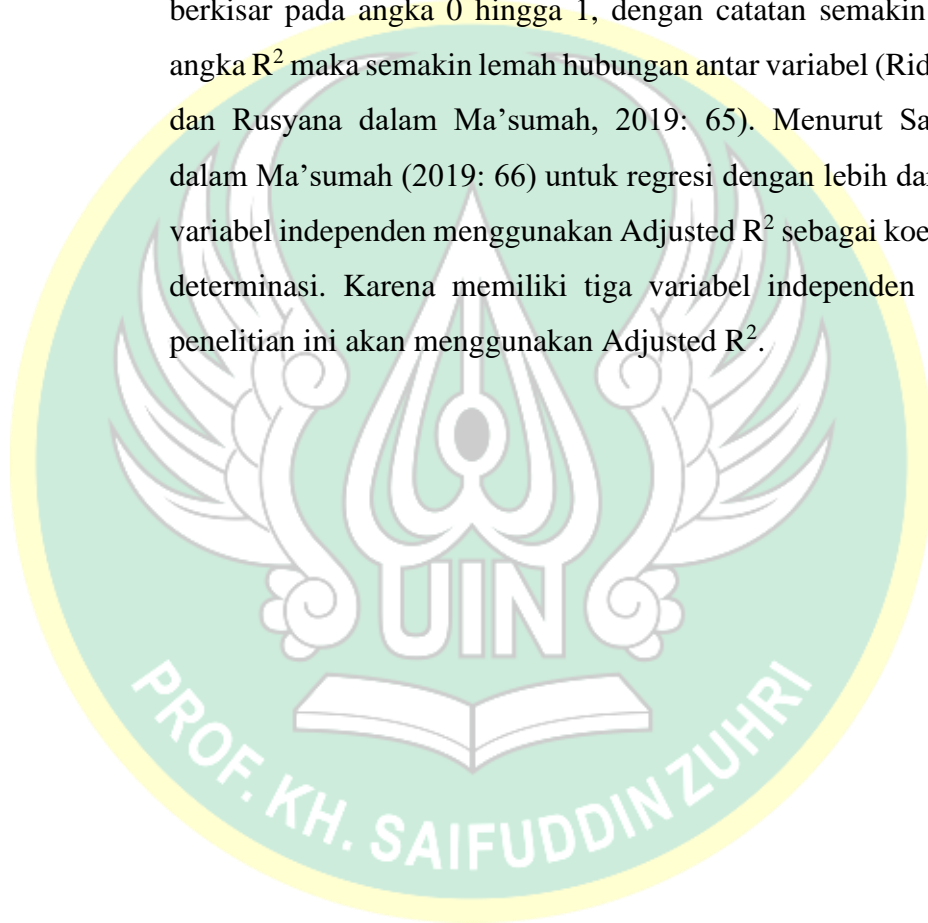 berkisar pada angka 0 hingga 1, dengan catatan semakin
angka R² maka semakin lemah hubungan antar variabel (Rid
dan Rusyana dalam Ma’sumah, 2019: 65). Menurut Sa
dalam Ma’sumah (2019: 66) untuk regresi dengan lebih dar
variabel independen menggunakan Adjusted R² sebagai koe
determinasi. Karena memiliki tiga variabel independen
penelitian ini akan menggunakan Adjusted R².
UIN
PROF. KH. SAIFUDDIN ZUHRI